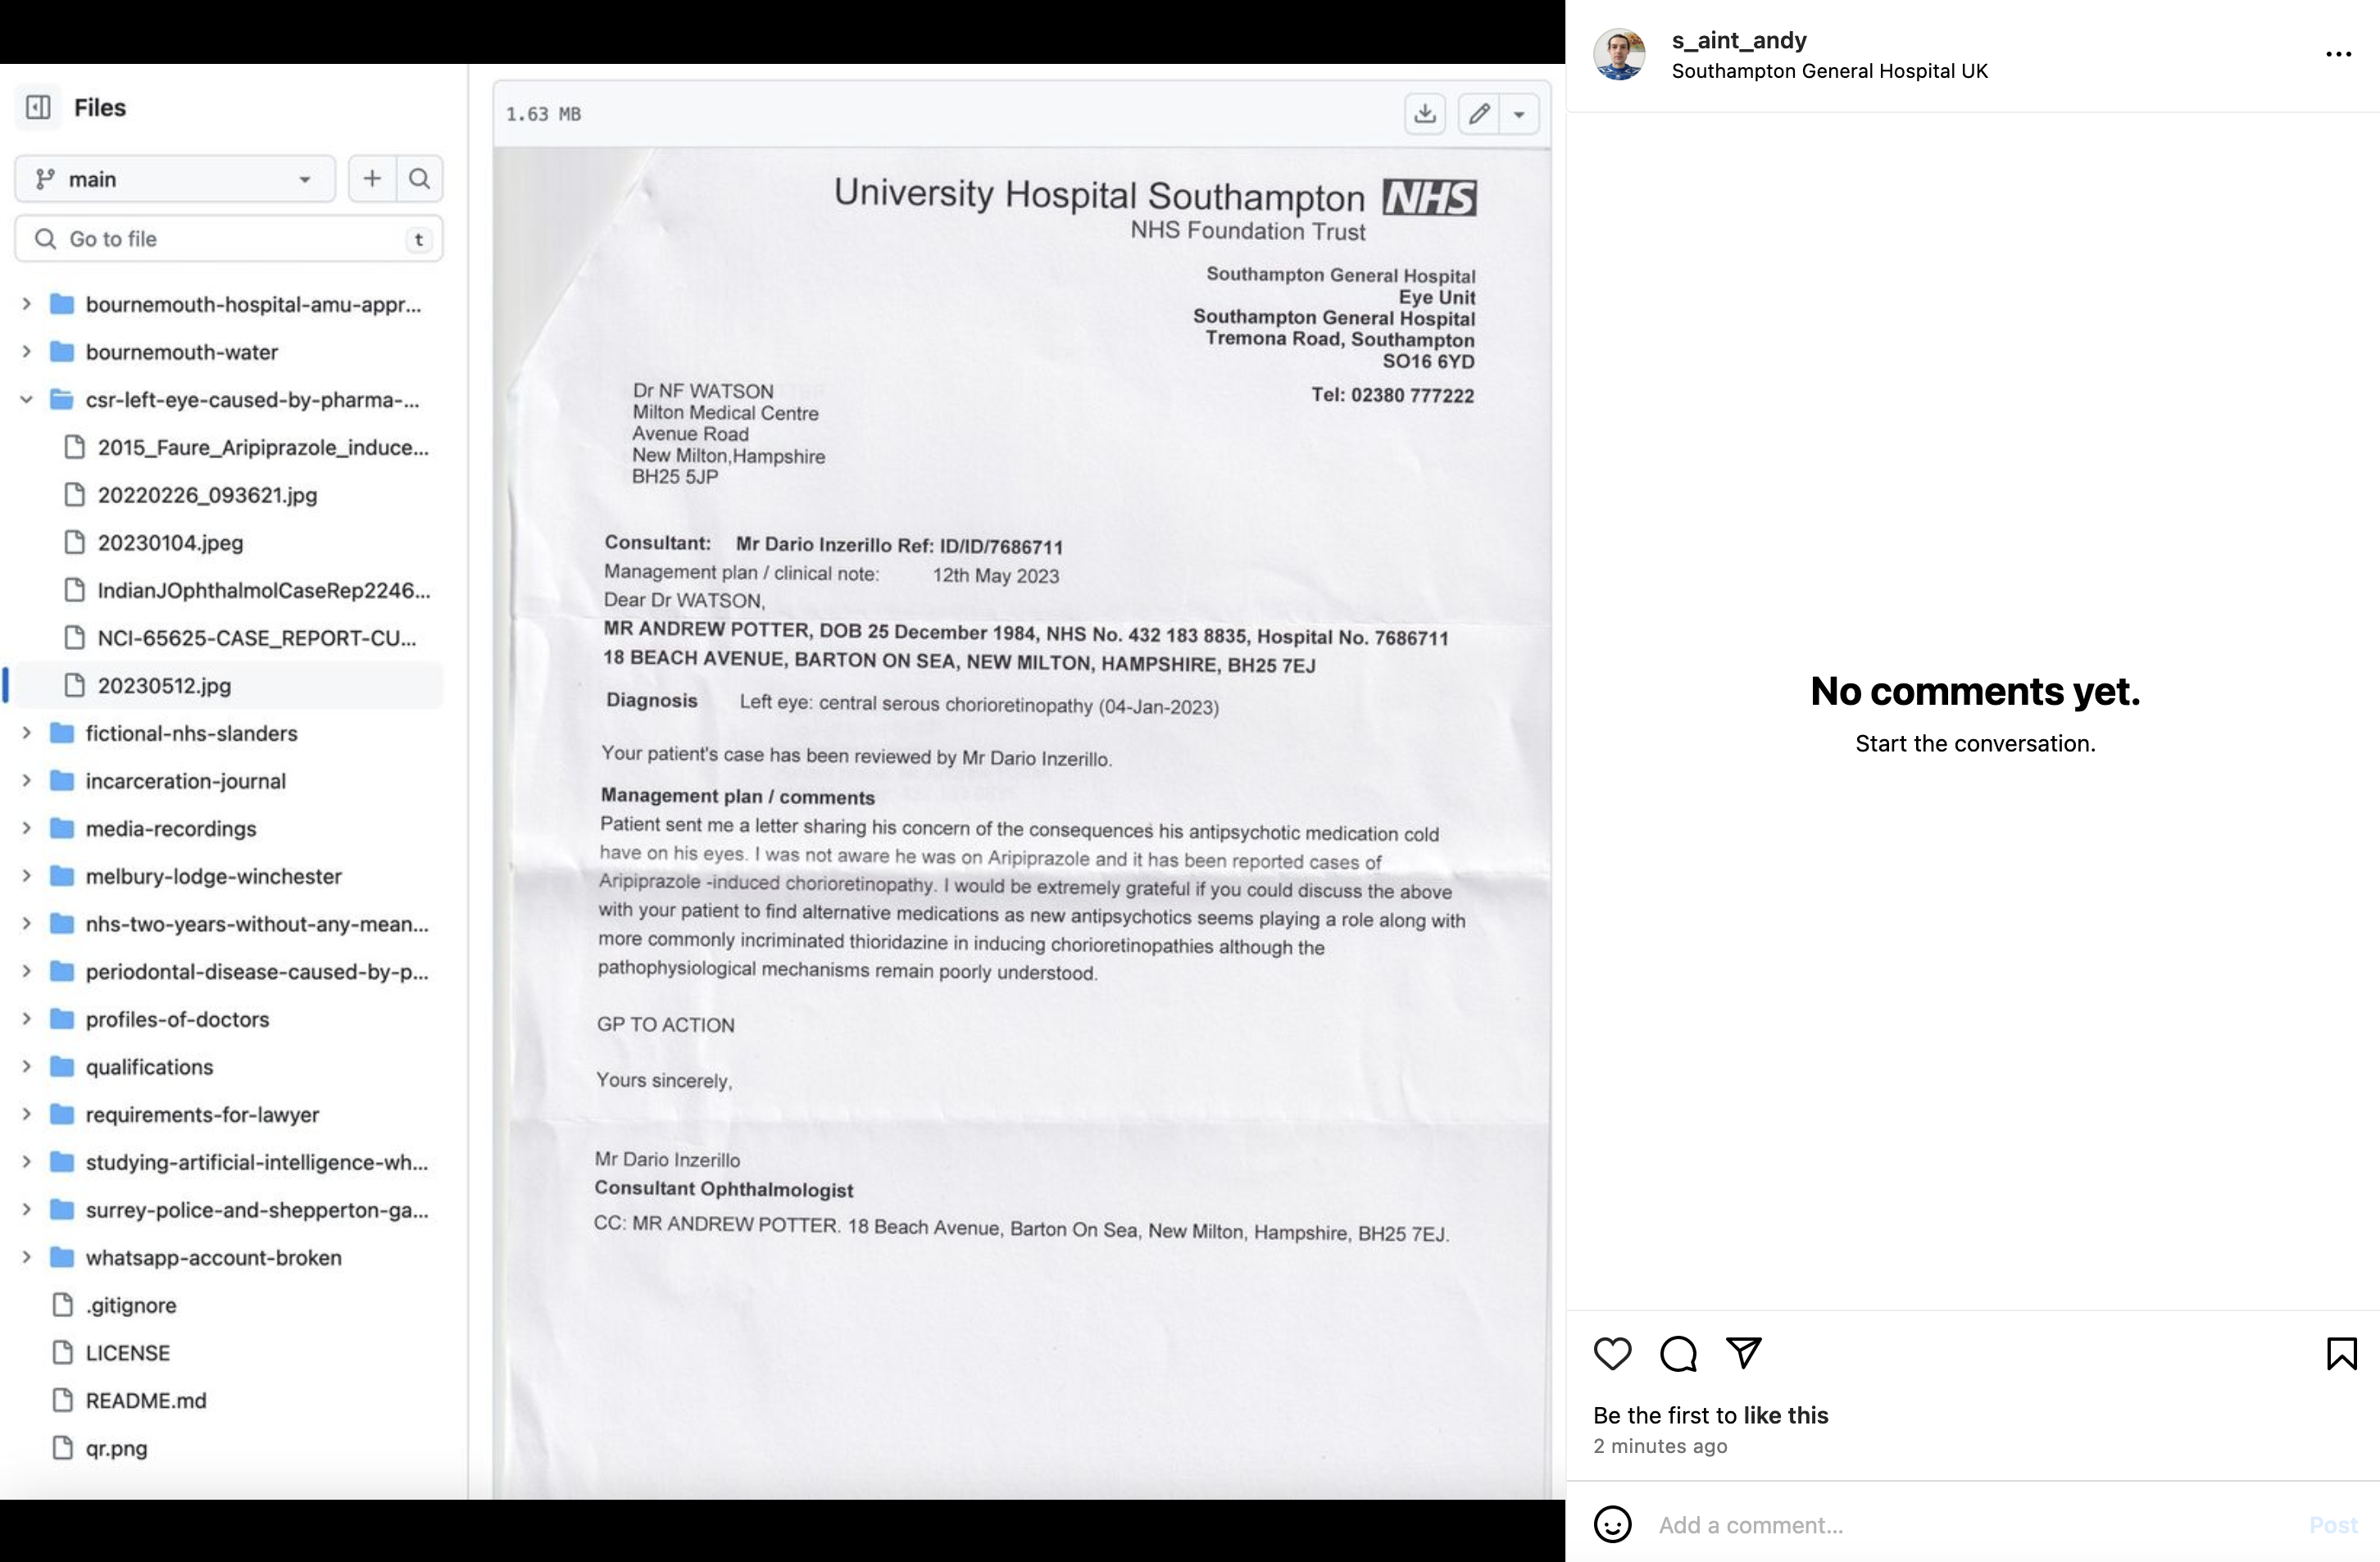 Files
main
Go to file
t
bournemouth-hospital-amu-appr...
bournemouth-water
csr-left-eye-caused-by-pharma-...
2015_Faure_Aripiprazole_induce...
20220226_093621.jpg
20230104.jpeg
IndianJOphthalmolCaseRep2246...
NCI-65625-CASE_REPORT-CU...
20230512.jpg
fictional-nhs-slanders
incarceration-journal
media-recordings
melbury-lodge-winchester
nhs-two-years-without-any-mean...
periodontal-disease-caused-by-p...
profiles-of-doctors
qualifications
requirements-for-lawyer
studying-artificial-intelligence-wh...
surrey-police-and-shepperton-ga...
whatsapp-account-broken
.gitignore
LICENSE
README.md
qr.png
1.63 MB
University Hospital Southampton NHS
NHS Foundation Trust
Southampton General Hospital
Eye Unit
Southampton General Hospital
Tremona Road, Southampton
SO16 6YD
Tel: 02380 777222
Dr NF WATSON
Milton Medical Centre
Avenue Road
New Milton,Hampshire
BH25 5JP
Consultant: Mr Dario Inzerillo Ref: ID/ID/7686711
Management plan / clinical note: 12th May 2023
Dear Dr WATSON,
MR ANDREW POTTER, DOB 25 December 1984, NHS No. 432 183 8835, Hospital No. 7686711
18 BEACH AVENUE, BARTON ON SEA, NEW MILTON, HAMPSHIRE, BH25 7EJ
Diagnosis Left eye: central serous chorioretinopathy (04-Jan-2023)
Your patient's case has been reviewed by Mr Dario Inzerillo.
Management plan / comments
Patient sent me a letter sharing his concern of the consequences his antipsychotic medication cold
have on his eyes. I was not aware he was on Aripiprazole and it has been reported cases of
Aripiprazole -induced chorioretinopathy. I would be extremely grateful if you could discuss the above
with your patient to find alternative medications as new antipsychotics seems playing a role along with
more commonly incriminated thioridazine in inducing chorioretinopathies although the
pathophysiological mechanisms remain poorly understood.
GP TO ACTION
Yours sincerely,
Mr Dario Inzerillo
Consultant Ophthalmologist
CC: MR ANDREW POTTER. 18 Beach Avenue, Barton On Sea, New Milton, Hampshire, BH25 7EJ.
s_aint_andy
Southampton General Hospital UK
No comments yet.
Start the conversation.
Be the first to like this
2 minutes ago
Add a comment...
Post